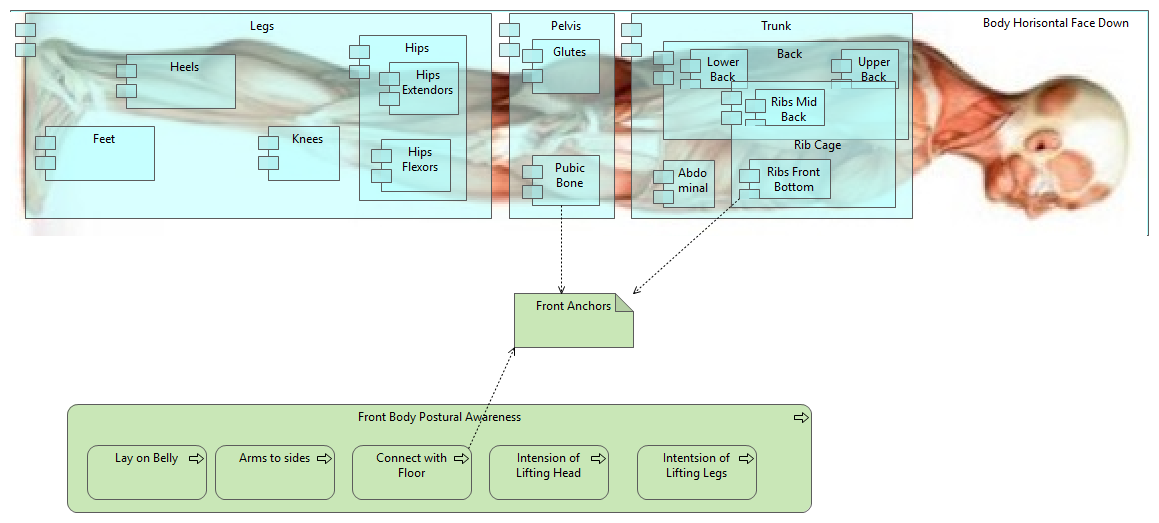 Body Horisontal Face Down
Legs
Pelvis
Trunk
Hips
Glutes
Back
Heels
Hips
Extendors
Lower
Back
Upper
Back
Ribs Mid
Back
Feet
Knees
Hips
Flexors
Rib Cage
Pubic
Bone
Abdo
minal
Ribs Front
Bottom
Front Anchors
Front Body Postural Awareness
Lay on Belly
Arms to sides
Connect with
Floor
Intension of
Lifting Head
Intentsion of
Lifting Legs